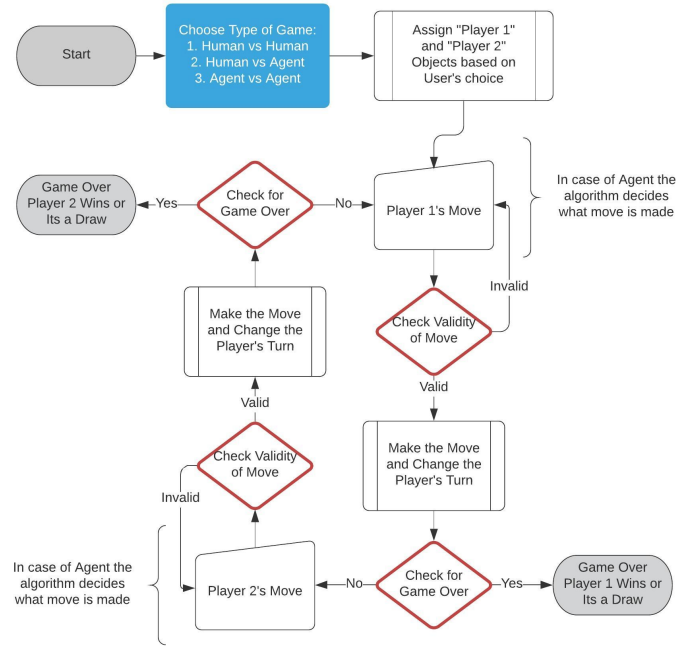 Start
Choose Type of Game:
1. Human vs Human
2. Human vs Agent
3. Agent vs Agent
Assign "Player 1"
and "Player 2"
Objects based on
User's choice
Game Over
Player 2 Wins or
Its a Draw
Yes
Check for
Game Over
No
Player 1's Move
In case of Agent the
algorithm decides
what move is made
Invalid
Make the Move
and Change the
Player's Turn
Check Validity
of Move
Valid
Valid
Make the Move
and Change the
Player's Turn
Check Validity
of Move
Invalid
In case of Agent the
algorithm decides
what move is made
Player 2's Move
No
Check for
Game Over
Yes
Game Over
Player 1 Wins or
Its a Draw